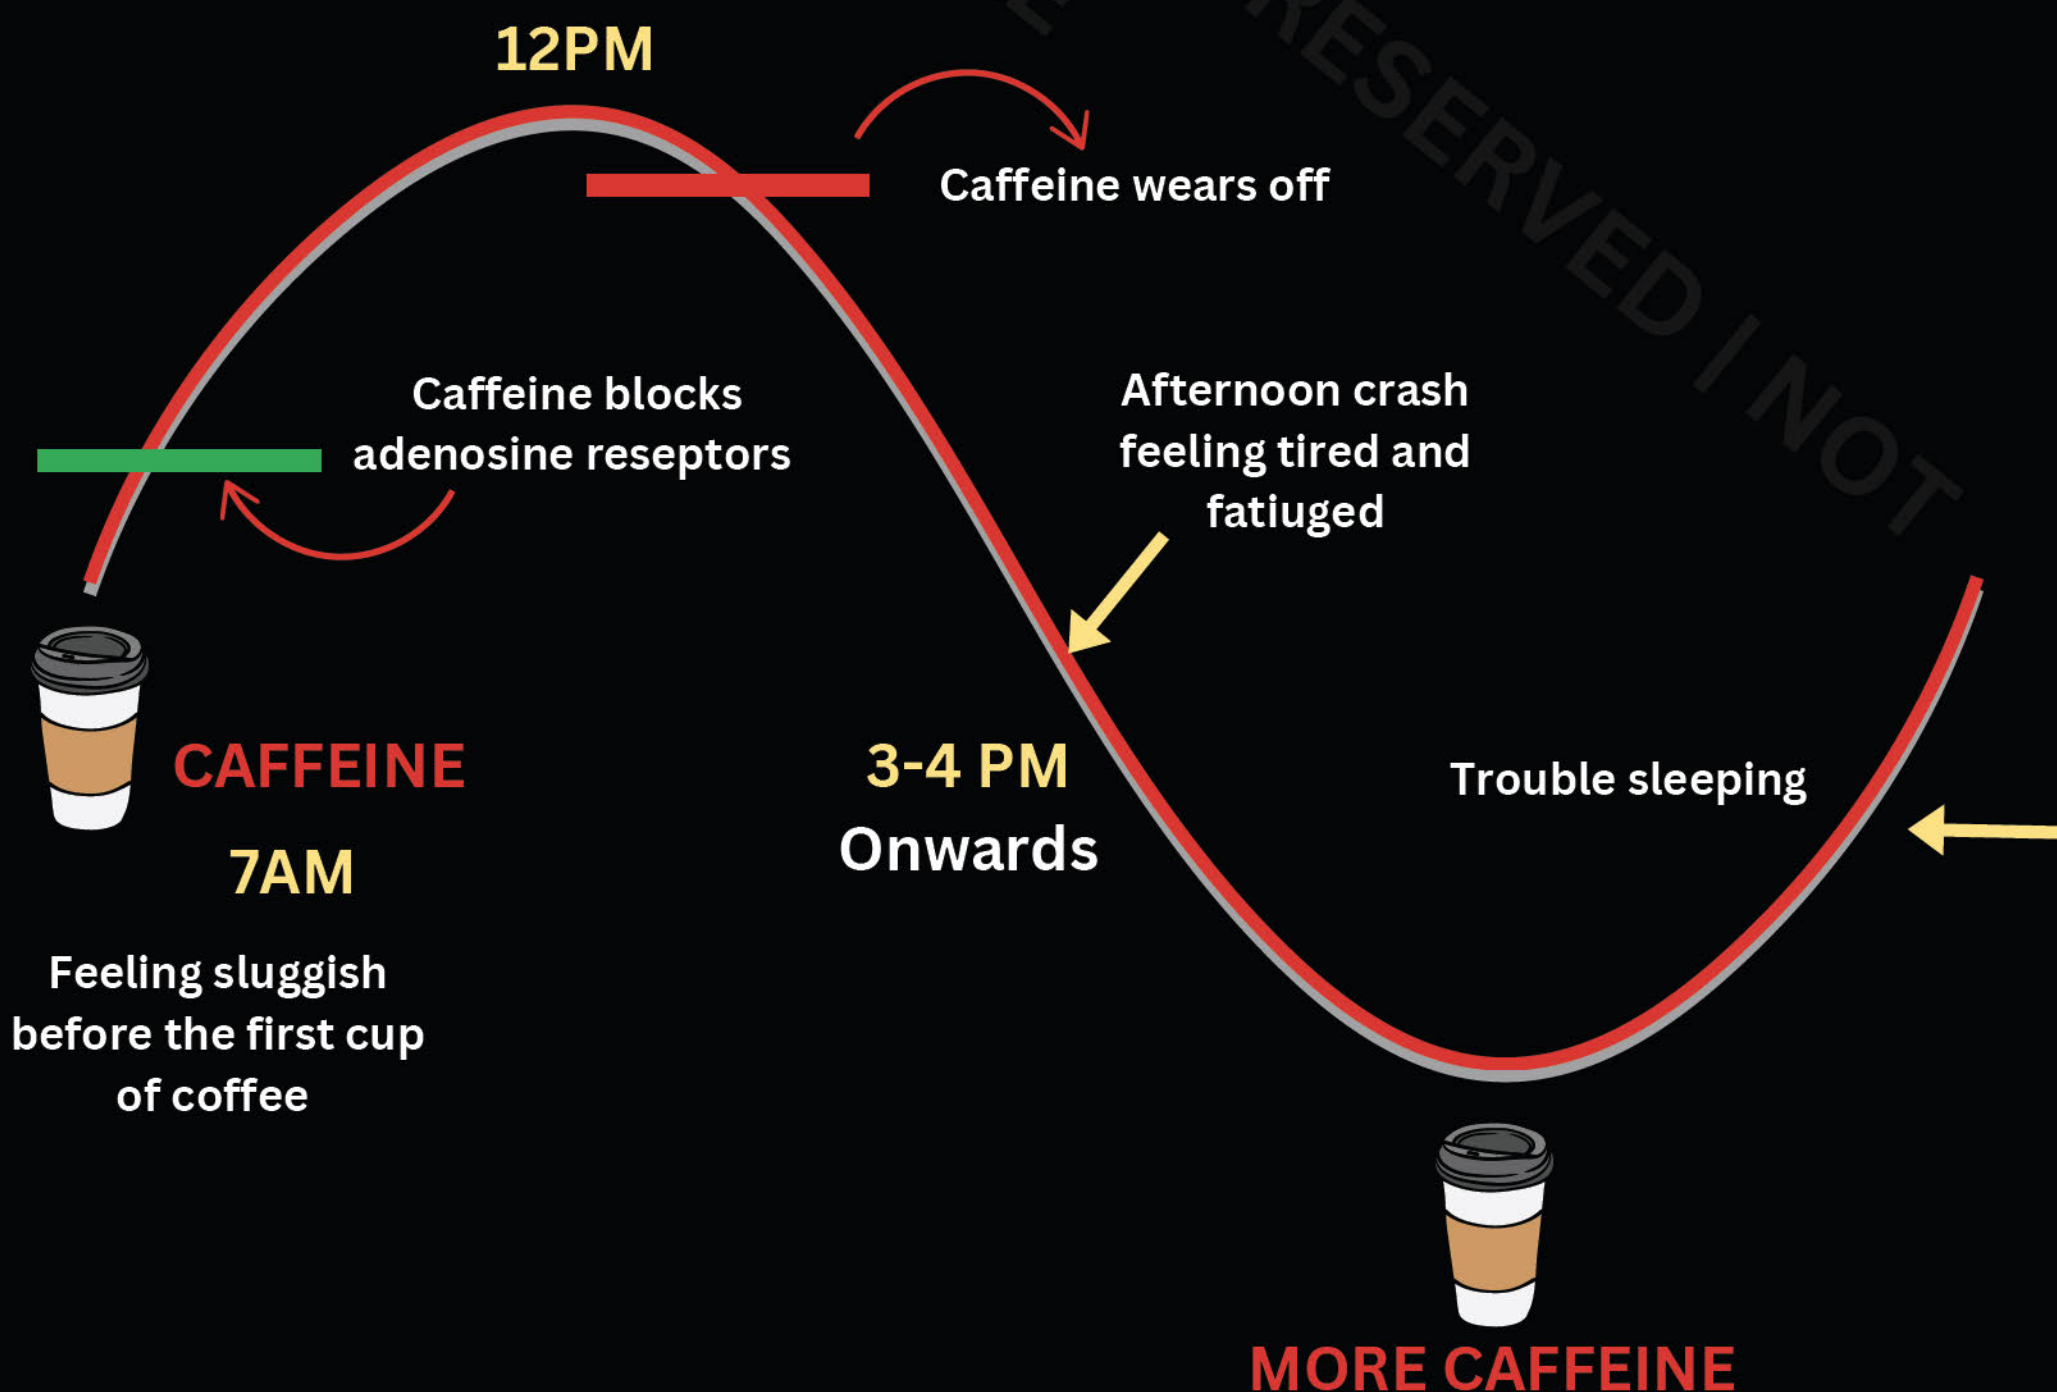 12PM
Caffeine wears off
Caffeine blocks
adenosine reseptors
Afternoon crash
feeling tired and
fatiuged
CAFFEINE
7AM
Feeling sluggish
before the first cup
of coffee
3-4 PM
Onwards
Trouble sleeping
MORE CAFFEINE
RESERVED I NOT